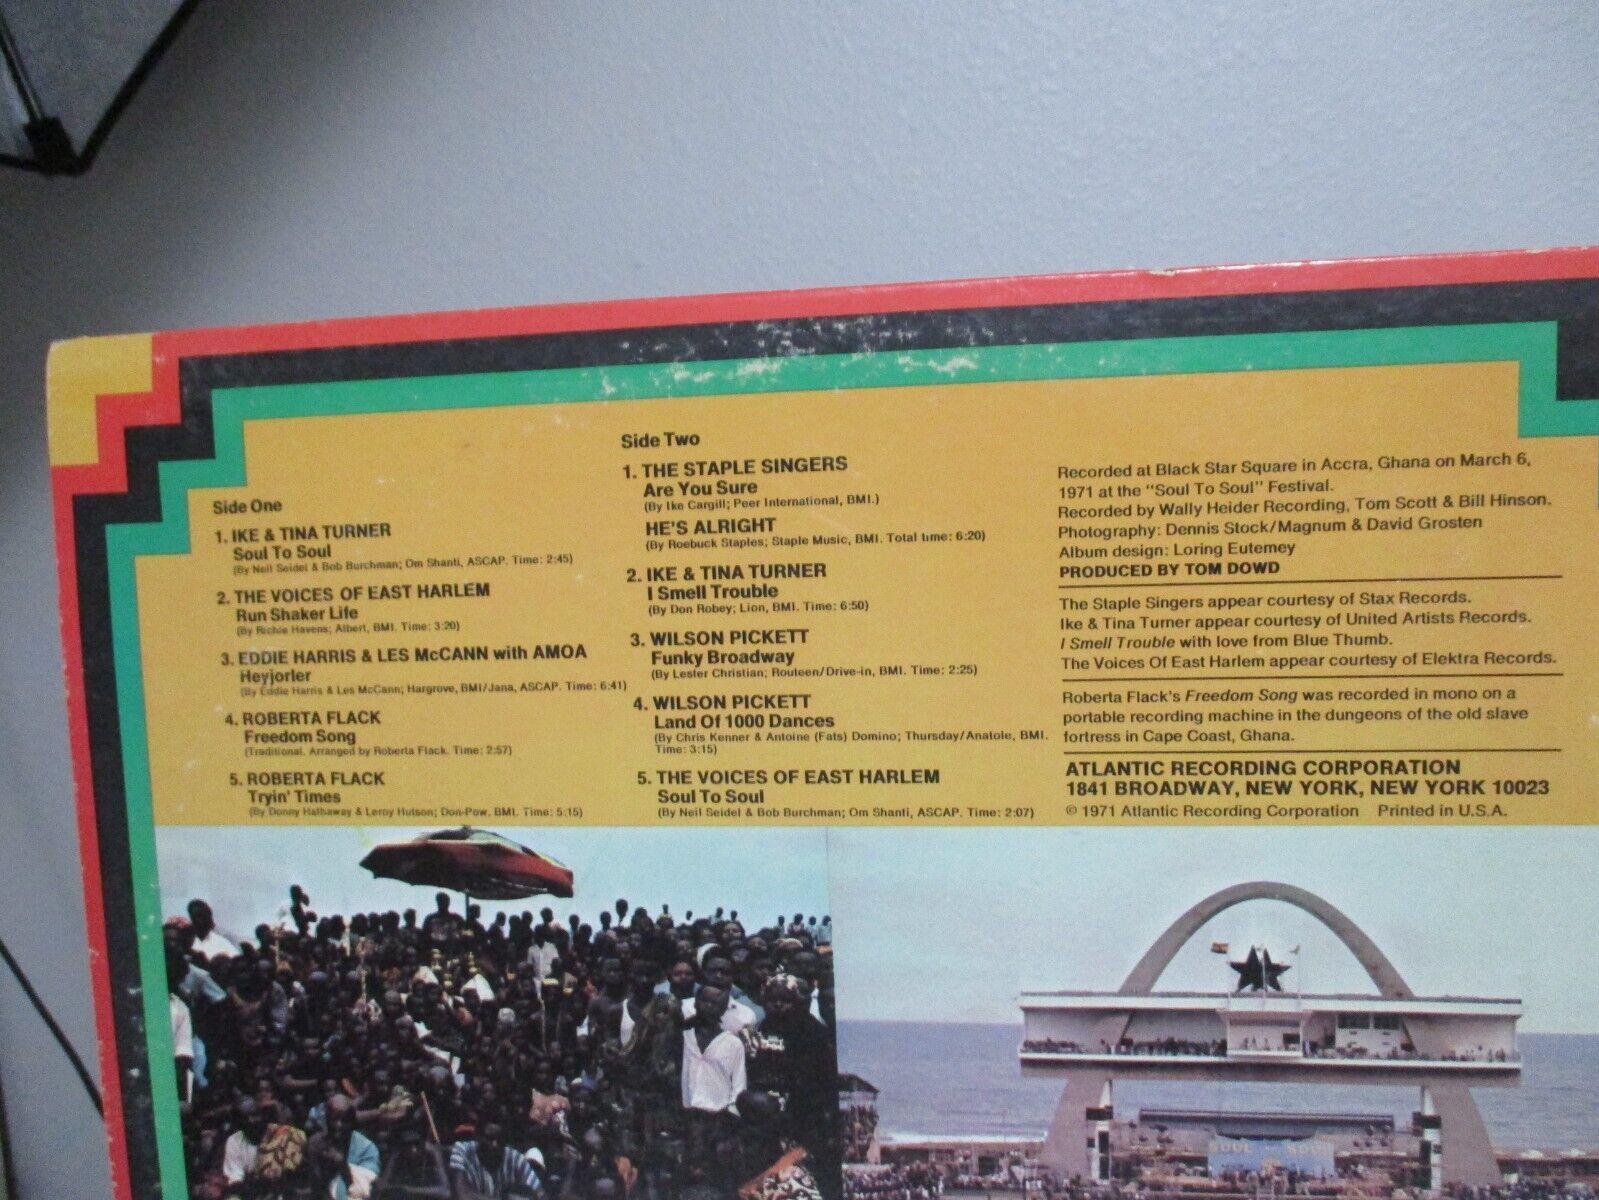 Side One
1. IKE & TINA TURNER
Soul To Soul
(By Neil Seidel & Bob Burchman; Om Shanti, ASCAP. Time: 2:45)
2. THE VOICES OF EAST HARLEM
Run Shaker Life
(By Richie Havens; Albert, BMI. Time: 3:20)
3. EDDIE HARRIS & LES McCANN with AMOA
Heyjorler
(By Eddie Harris & Les McCann; Hargrove, BMI/Jana, ASCAP. Time: 6:41)
4. ROBERTA FLACK
Freedom Song
(Traditional. Arranged by Roberta Flack. Time: 2:57)
5. ROBERTA FLACK
Tryin' Times
(By Donny Hathaway & Leroy Hutson; Don-Pow, BMI. Time: 5:15)
Side Two
1. THE STAPLE SINGERS
Are You Sure
(By Ike Cargill; Peer International, BMI.)
HE'S ALRIGHT
(By Roebuck Staples; Staple Music, BMI. Total time: 6:20)
2. IKE & TINA TURNER
I Smell Trouble
(By Don Robey; Lion, BMI. Time: 6:50)
3. WILSON PICKETT
Funky Broadway
(By Lester Christian; Routeen/Drive-in, BMI. Time: 2:25)
4. WILSON PICKETT
Land Of 1000 Dances
(By Chris Kenner & Antoine (Fats) Domino; Thursday/Anatole, BMI.
Time: 3:15)
5. THE VOICES OF EAST HARLEM
Soul To Soul
(By Neil Seidel & Bob Burchman; Om Shanti, ASCAP. Time: 2:07)
Recorded at Black Star Square in Accra, Ghana on March 6,
1971 at the "Soul To Soul" Festival.
Recorded by Wally Heider Recording, Tom Scott & Bill Hinson.
Photography: Dennis Stock/Magnum & David Grosten
Album design: Loring Eutemey
PRODUCED BY TOM DOWD
The Staple Singers appear courtesy of Stax Records.
Ike & Tina Turner appear courtesy of United Artists Records.
I Smell Trouble with love from Blue Thumb.
The Voices Of East Harlem appear courtesy of Elektra Records.
Roberta Flack's Freedom Song was recorded in mono on a
portable recording machine in the dungeons of the old slave
fortress in Cape Coast, Ghana.
ATLANTIC RECORDING CORPORATION
1841 BROADWAY, NEW YORK, NEW YORK 10023
© 1971 Atlantic Recording Corporation Printed in U.S.A.
SOUL TO SOUL